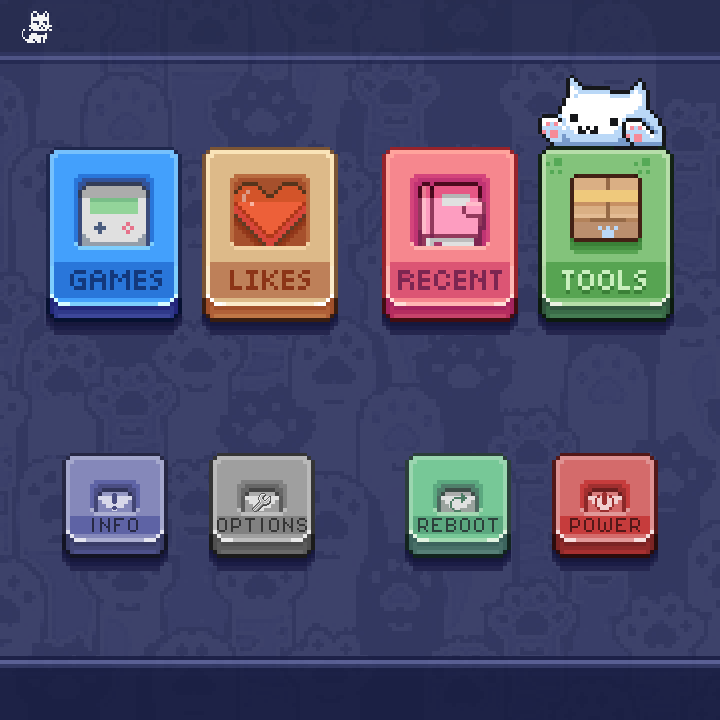 GAMES
LIKES
RECENT
TOOLS
INFO
OPTIONS
REBOOT
POWER